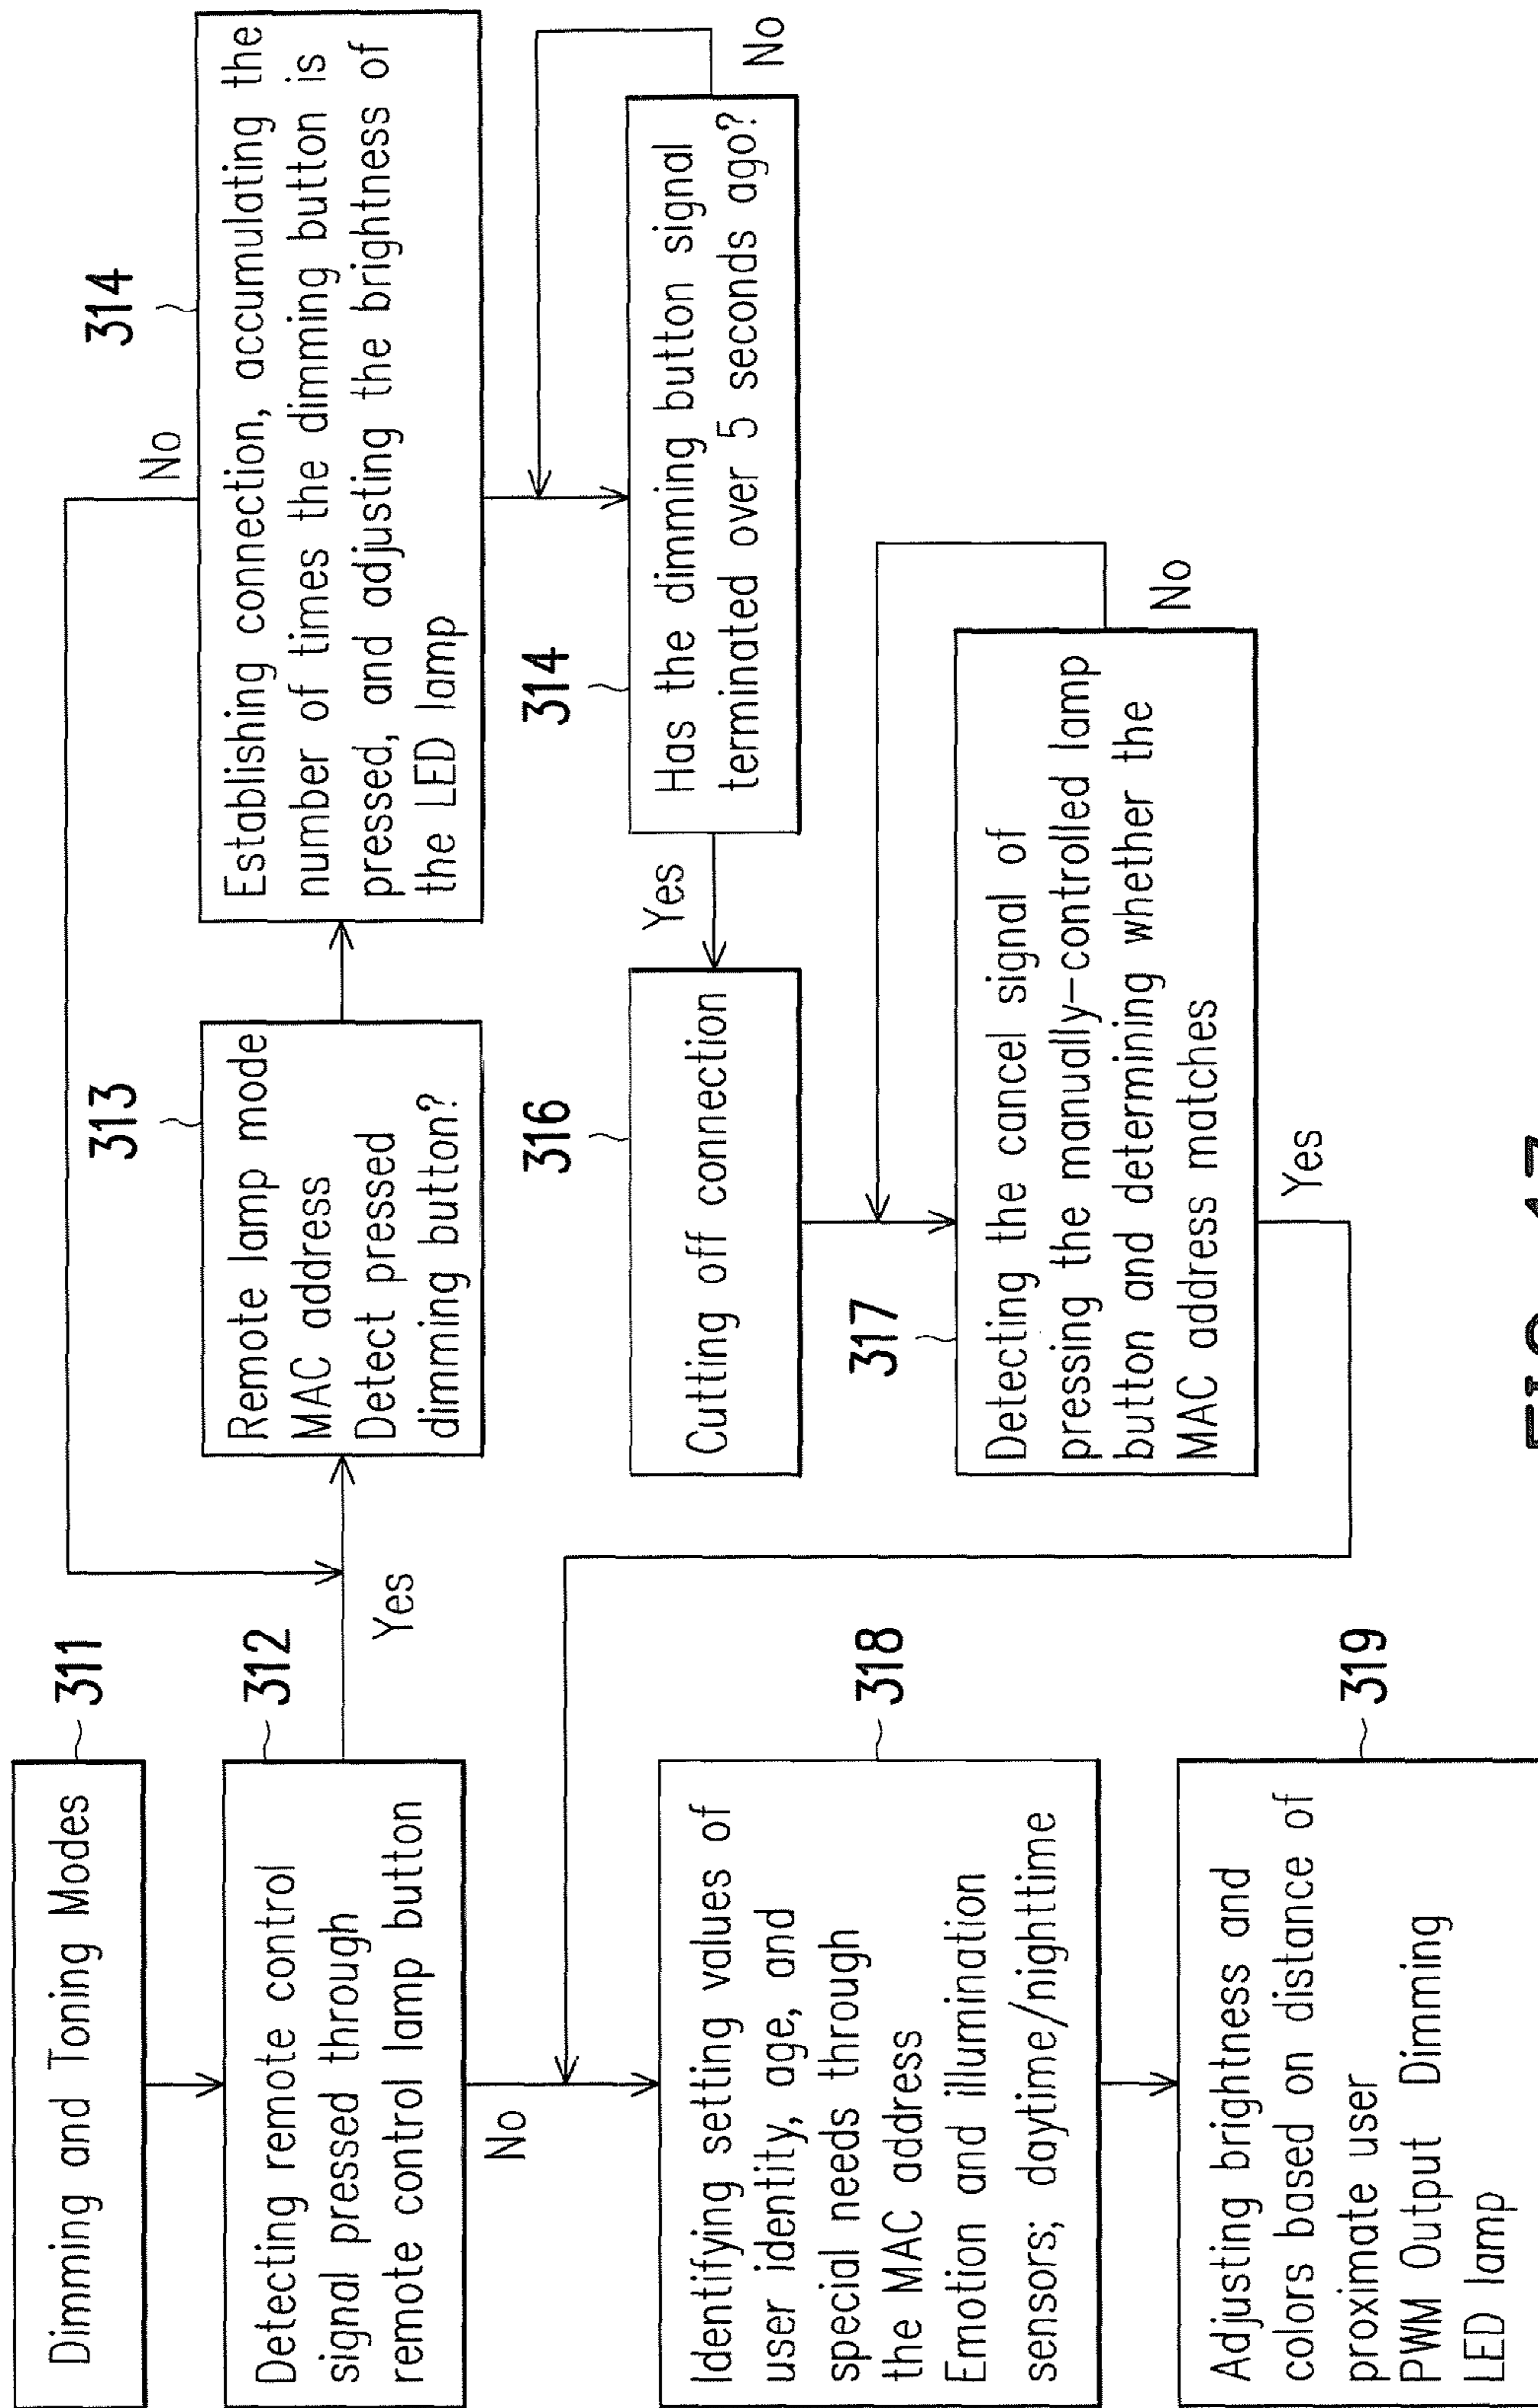 Dimming and Toning Modes
311
Detecting remote control
signal pressed through
remote control lamp button
312
Yes
No
Remote lamp mode
MAC address
Detect pressed
dimming button?
313
Establishing connection, accumulating the
number of times the dimming button is
pressed, and adjusting the brightness of
the LED lamp
314
No
Has the dimming button signal
terminated over 5 seconds ago?
314
No
Yes
Cutting off connection
316
Detecting the cancel signal of
pressing the manually-controlled lamp
button and determining whether the
MAC address matches
317
No
Yes
Identifying setting values of
user identity, age, and
special needs through
the MAC address
Emotion and illumination
sensors; daytime/nighttime
318
Adjusting brightness and
colors based on distance of
proximate user
PWM Output Dimming
LED lamp
319